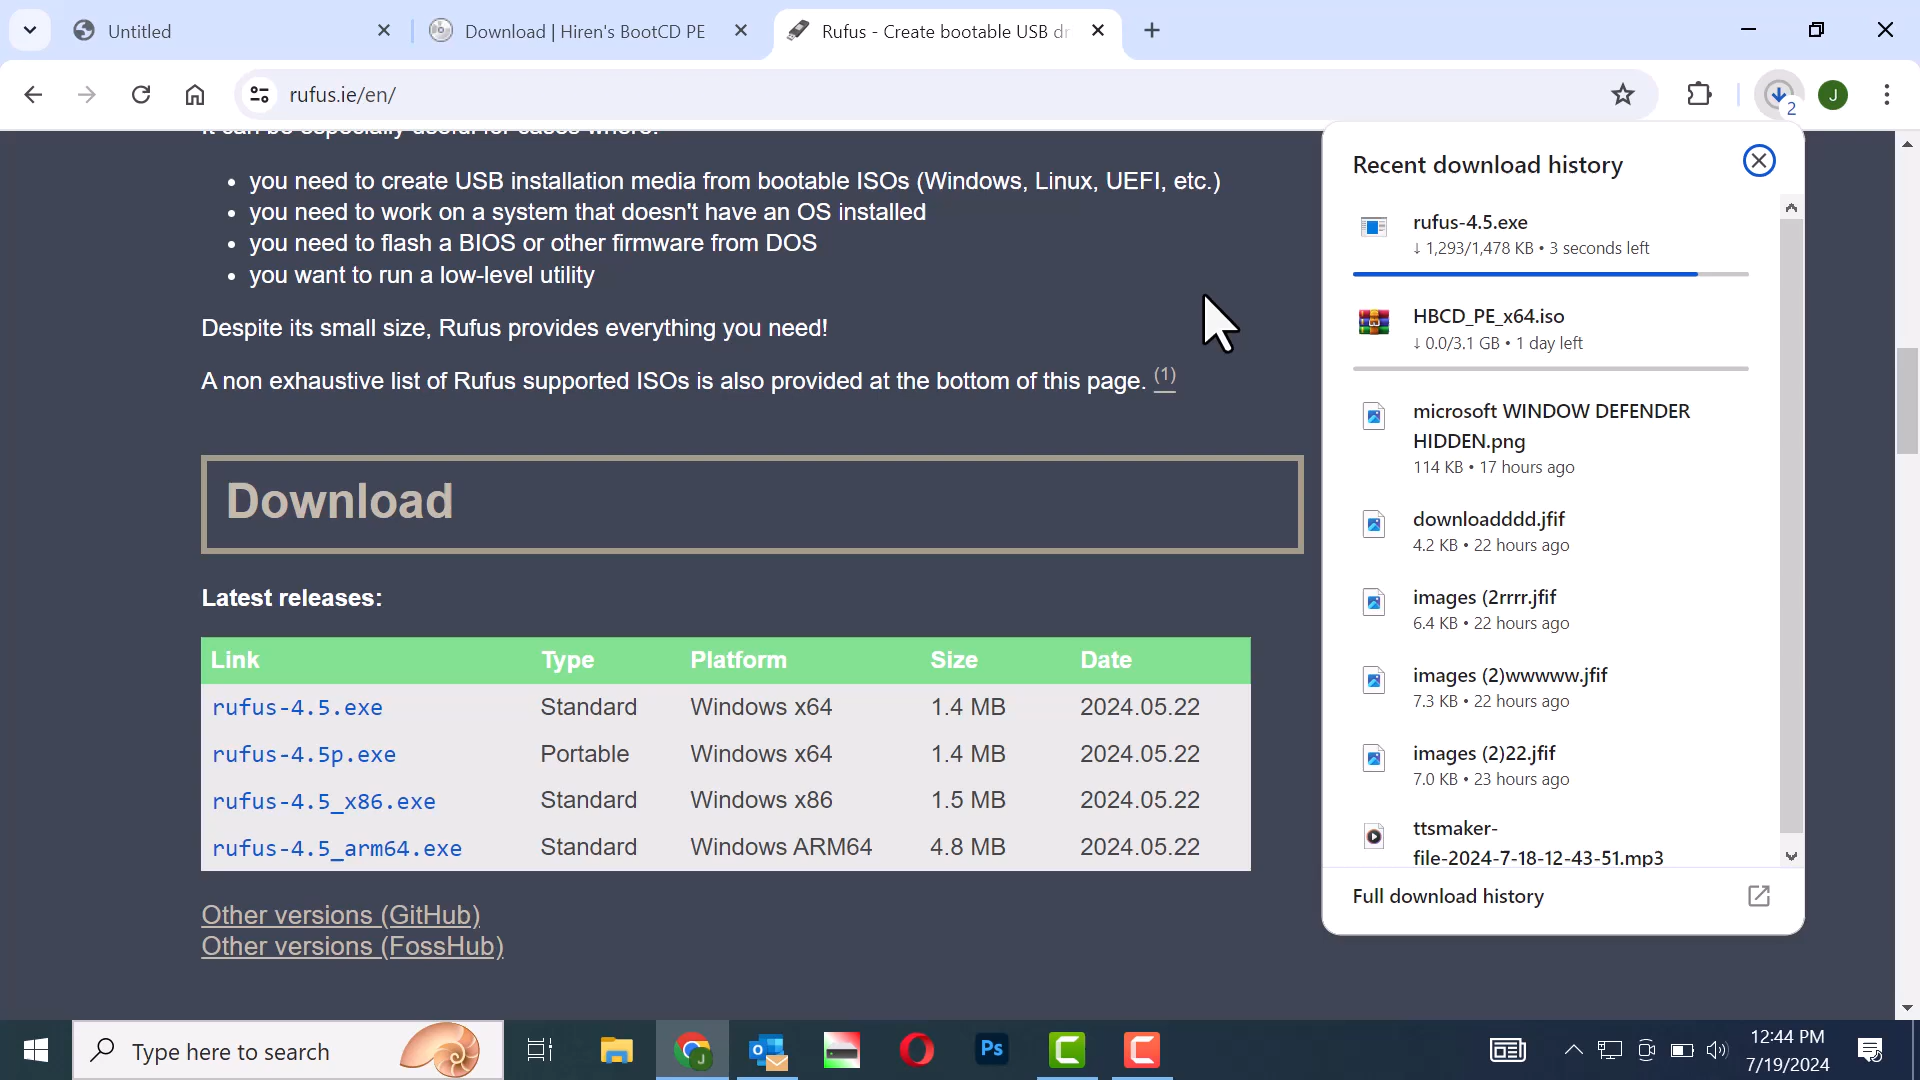 Untitled
Download | Hiren's BootCD PE
Rufus - Create bootable USB dr
rufus.ie/en/
2
J
It can be especially useful for cases where:
• you need to create USB installation media from bootable ISOs (Windows, Linux, UEFI, etc.)
• you need to work on a system that doesn't have an OS installed
• you need to flash a BIOS or other firmware from DOS
• you want to run a low-level utility
Despite its small size, Rufus provides everything you need!
A non exhaustive list of Rufus supported ISOs is also provided at the bottom of this page. (1)
Download
Latest releases:
Link Type Platform Size Date
rufus-4.5.exe Standard Windows x64 1.4 MB 2024.05.22
rufus-4.5p.exe Portable Windows x64 1.4 MB 2024.05.22
rufus-4.5_x86.exe Standard Windows x86 1.5 MB 2024.05.22
rufus-4.5_arm64.exe Standard Windows ARM64 4.8 MB 2024.05.22
Other versions (GitHub)
Other versions (FossHub)
Recent download history
rufus-4.5.exe
↓ 1,293/1,478 KB • 3 seconds left
HBCD_PE_x64.iso
↓ 0.0/3.1 GB • 1 day left
microsoft WINDOW DEFENDER
HIDDEN.png
114 KB • 17 hours ago
downloadddd.jfif
4.2 KB • 22 hours ago
images (2rrrr.jfif
6.4 KB • 22 hours ago
images (2)wwwww.jfif
7.3 KB • 22 hours ago
images (2)22.jfif
7.0 KB • 23 hours ago
ttsmaker-
file-2024-7-18-12-43-51.mp3
Full download history
Type here to search
J
Ps
12:44 PM
7/19/2024